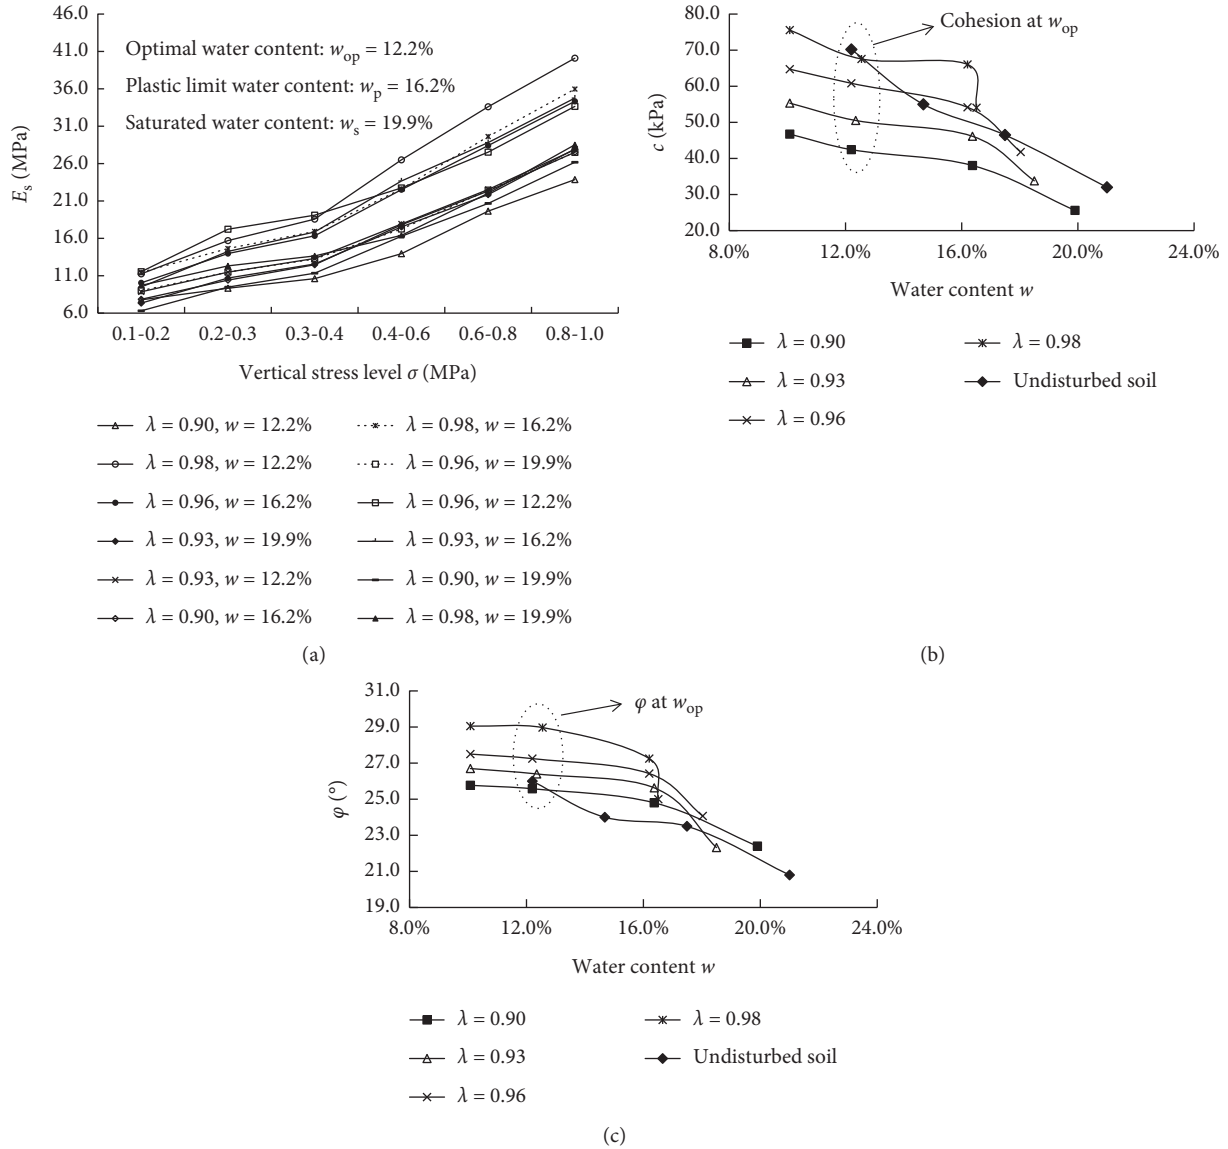 46.0
41.0
36.0
31.0
26.0
21.0
16.0
11.0
6.0
E_s (MPa)
Optimal water content: w_op = 12.2%
Plastic limit water content: w_p = 16.2%
Saturated water content: w_s = 19.9%
0.1-0.2 0.2-0.3 0.3-0.4 0.4-0.6 0.6-0.8 0.8-1.0
Vertical stress level σ (MPa)
λ = 0.90, w = 12.2%
λ = 0.98, w = 12.2%
λ = 0.96, w = 16.2%
λ = 0.93, w = 19.9%
λ = 0.93, w = 12.2%
λ = 0.90, w = 16.2%
λ = 0.98, w = 16.2%
λ = 0.96, w = 19.9%
λ = 0.96, w = 12.2%
λ = 0.93, w = 16.2%
λ = 0.90, w = 19.9%
λ = 0.98, w = 19.9%
(a)
80.0
70.0
60.0
50.0
40.0
30.0
20.0
c (kPa)
Cohesion at w_op
8.0% 12.0% 16.0% 20.0% 24.0%
Water content w
λ = 0.90
λ = 0.93
λ = 0.96
λ = 0.98
Undisturbed soil
(b)
31.0
29.0
27.0
25.0
23.0
21.0
19.0
φ (°)
φ at w_op
8.0% 12.0% 16.0% 20.0% 24.0%
Water content w
λ = 0.90
λ = 0.93
λ = 0.96
λ = 0.98
Undisturbed soil
(c)